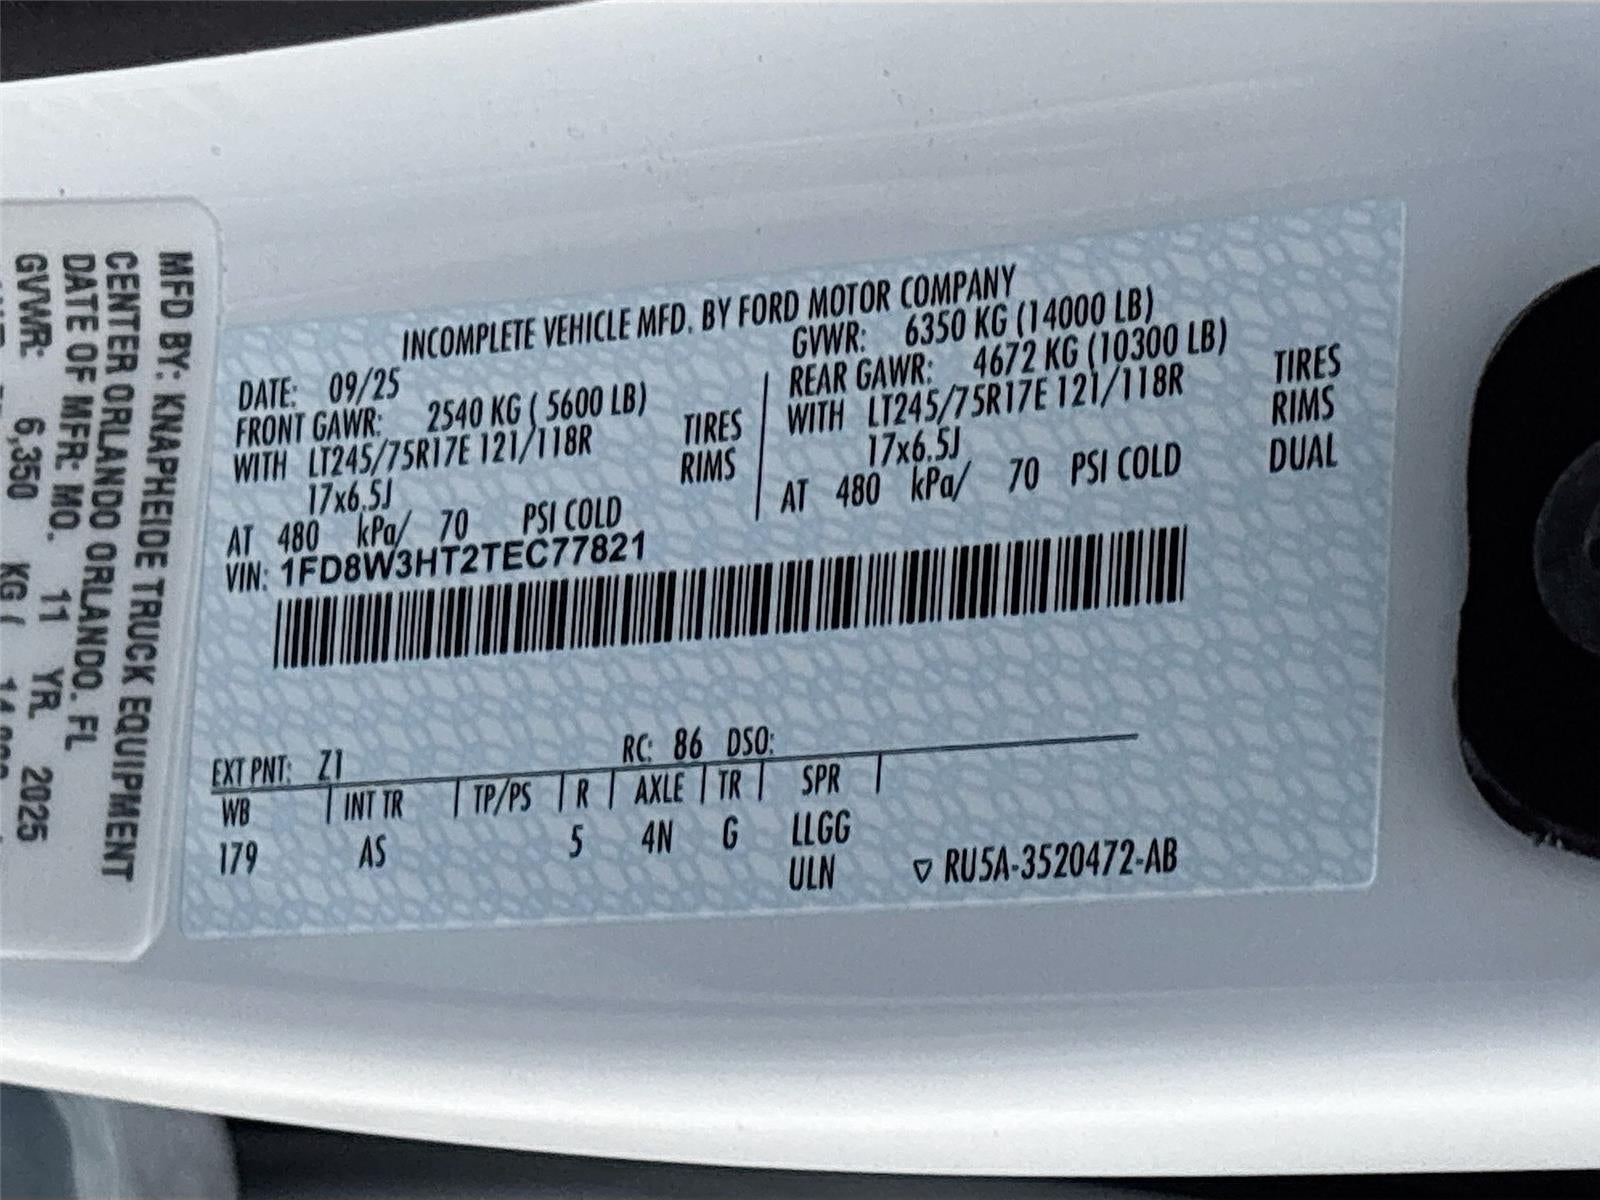 INCOMPLETE VEHICLE MFD. BY FORD MOTOR COMPANY
DATE: 09/25
GVWR: 6350 KG (14000 LB)
FRONT GAWR: 2540 KG ( 5600 LB)
REAR GAWR: 4672 KG (10300 LB)
WITH LT245/75R17E 121/118R TIRES
WITH LT245/75R17E 121/118R TIRES
17x6.5J RIMS
17x6.5J RIMS
AT 480 kPa/ 70 PSI COLD
AT 480 kPa/ 70 PSI COLD DUAL
VIN: 1FD8W3HT2TEC77821
EXT PNT: Z1 RC: 86 DSO:
WB | INT TR | TP/PS | R | AXLE | TR | SPR |
179 AS 5 4N G LLGG
ULN ▽ RU5A-3520472-AB
MFD BY: KNAPHEIDE TRUCK EQUIPMENT
CENTER ORLANDO ORLANDO. FL
DATE OF MFR: MO. 11 YR. 2025
GVWR: 6,350 KG (